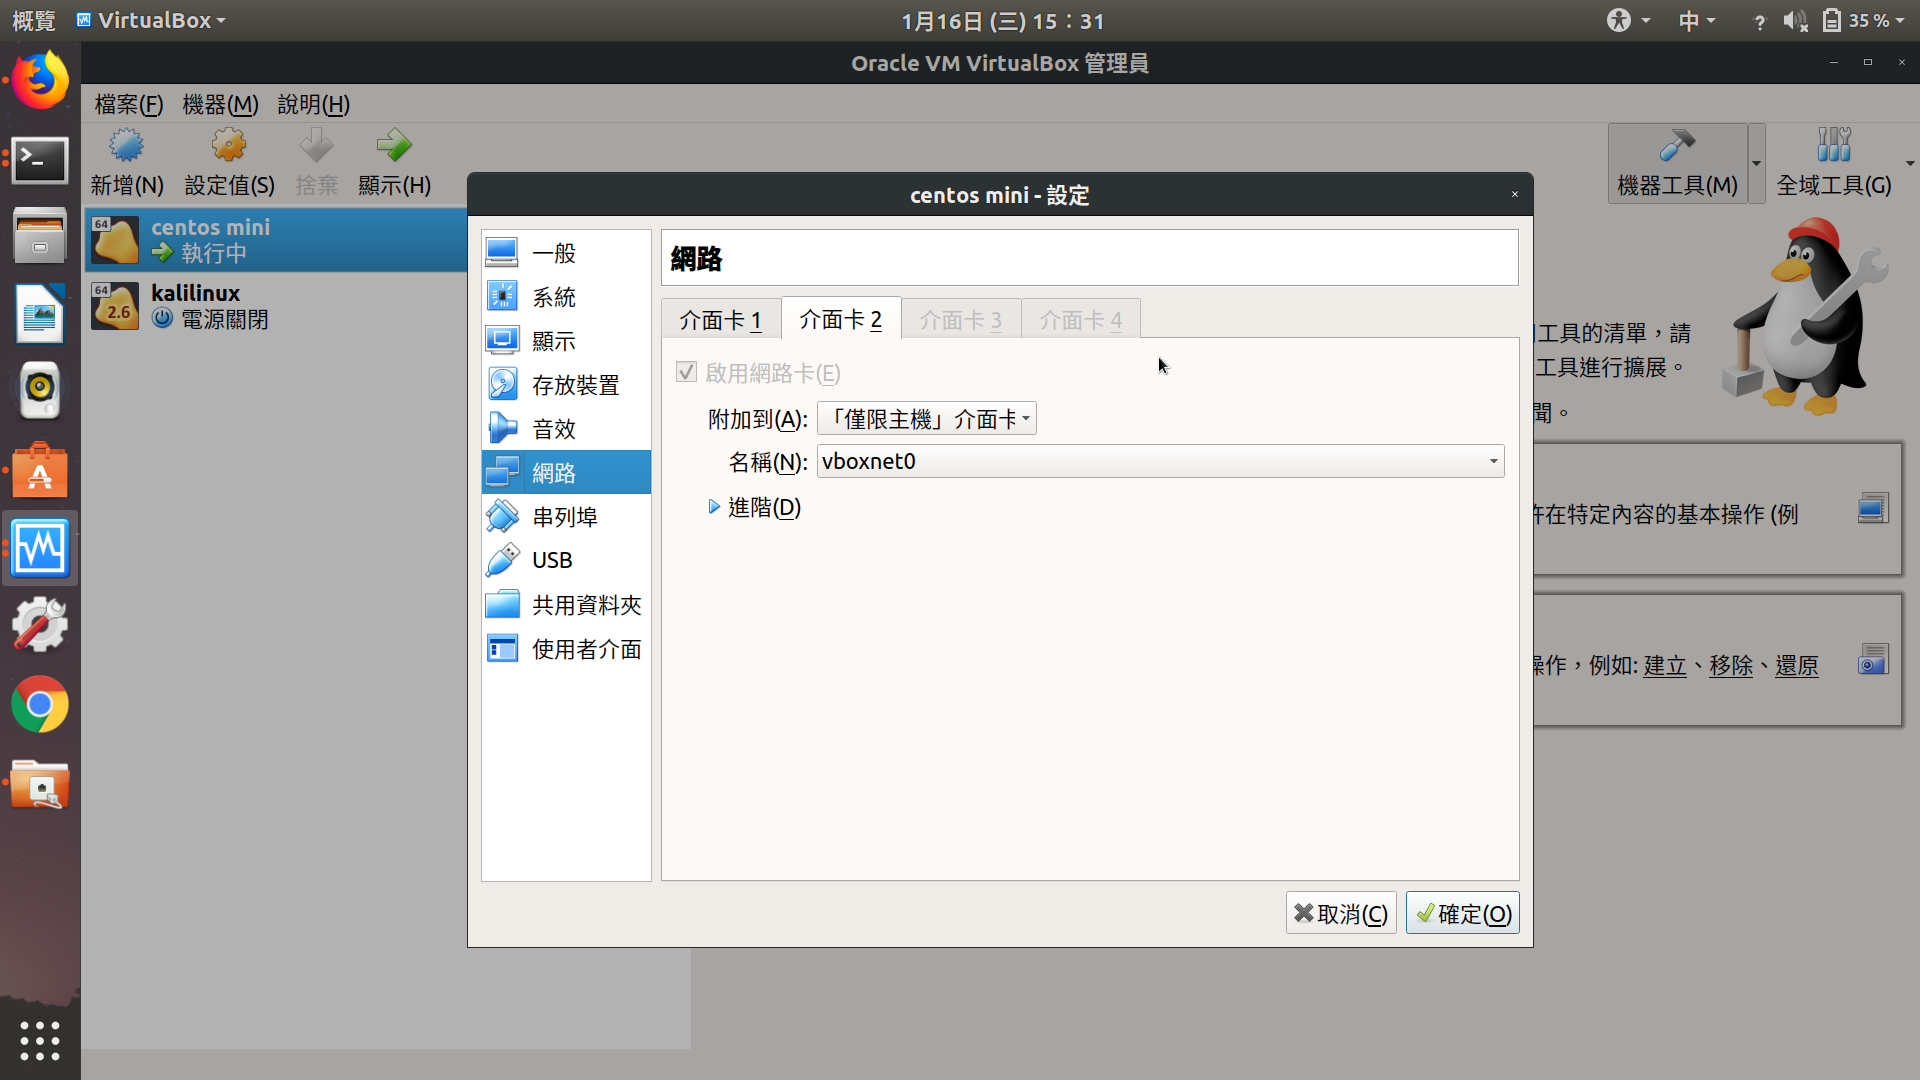 概覽 VirtualBox 1月16日 (三) 15:31 中 ? 35 %
Oracle VM VirtualBox 管理員
檔案(F) 機器(M) 說明(H)
新增(N) 設定值(S) 捨棄 顯示(H) 機器工具(M) 全域工具(G)
64 centos mini
執行中
64 2.6 kalilinux
電源關閉
工具的清單,請
工具進行擴展。
聞。
在特定內容的基本操作 (例
操作,例如: 建立、移除、還原
centos mini - 設定
一般
系統
顯示
存放裝置
音效
網路
串列埠
USB
共用資料夾
使用者介面
網路
介面卡 1 介面卡 2 介面卡 3 介面卡 4
啟用網路卡(E)
附加到(A): 「僅限主機」介面卡
名稱(N): vboxnet0
進階(D)
取消(C) 確定(O)